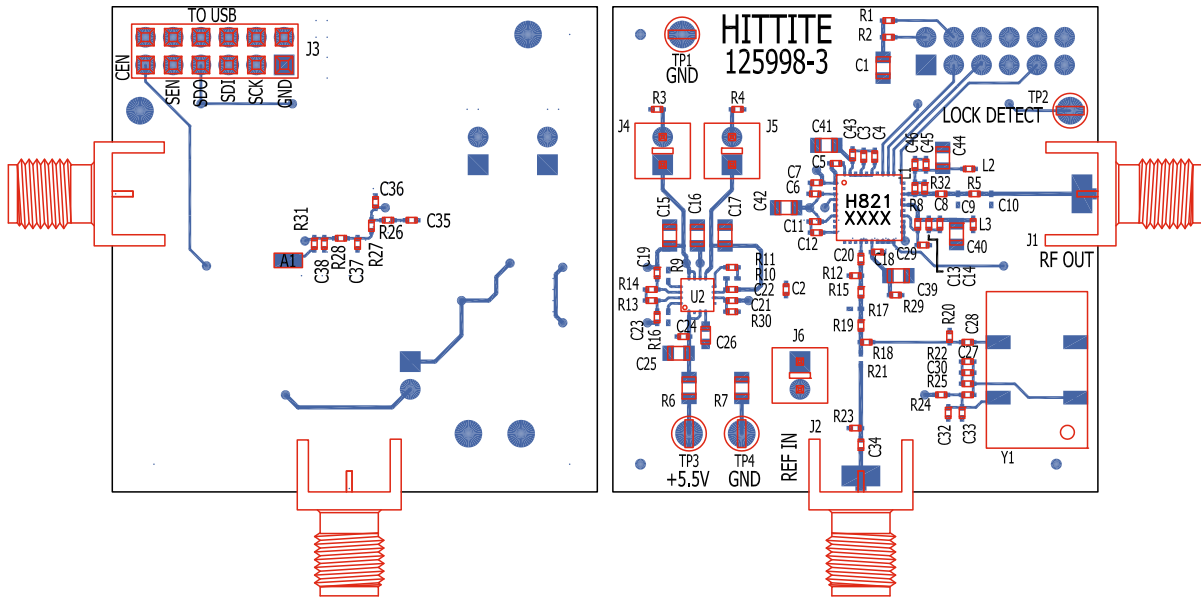 TO USB
J3
CEN
SEN
SDO
SDI
SCK
GND
C36
C35
R26
R31
R28
R27
A1
C38
C37
HITTITE
125998-3
TP1
GND
R1
R2
C1
TP2
LOCK DETECT
R3
R4
J4
J5
C41
C43
C3
C4
C46
C45
C44
C5
C7
C6
L1
L2
R32
R5
H821
XXXX
C42
C11
C12
R8
C8
C9
C10
L3
C40
J1
RF OUT
C15
C16
C17
C19
R9
R11
R10
C20
C18
C29
C13
C14
R12
R15
C39
R29
R14
R13
U2
C22
C21
R30
C2
R17
C23
R16
C24
C26
C25
R19
R18
R20
C28
R22
C27
C30
R25
R21
J6
R24
C32
C33
R6
R7
R23
C34
J2
REF IN
TP3
+5.5V
TP4
GND
Y1